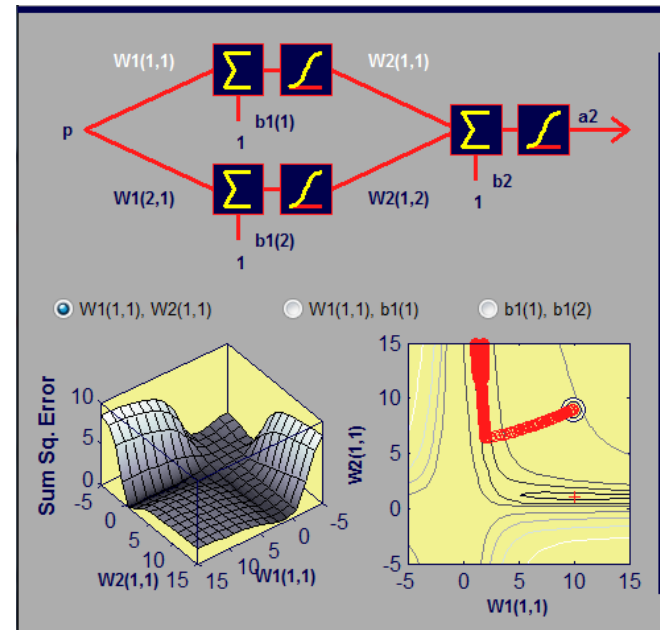 W1(1,1)
W2(1,1)
b1(1)
1
p
a2
b2
1
W1(2,1)
W2(1,2)
b1(2)
1
W1(1,1), W2(1,1)
W1(1,1), b1(1)
b1(1), b1(2)
Sum Sq. Error
10
5
0
-5
0
5
10
15
W2(1,1)
15
10
5
0
-5
W1(1,1)
W2(1,1)
15
10
5
0
-5
-5
0
5
10
15
W1(1,1)